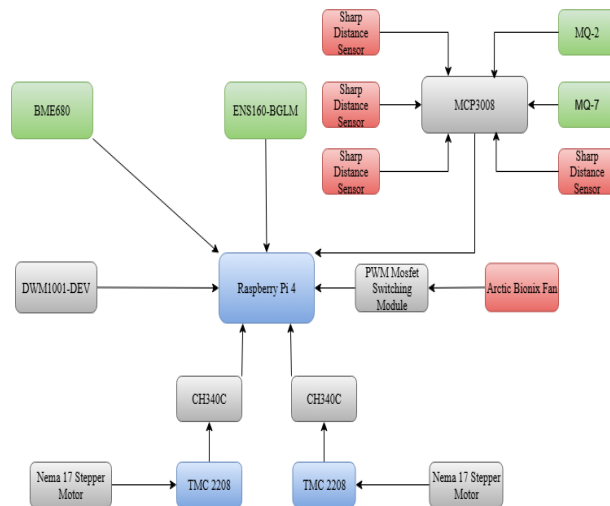 Sharp
Distance
Sensor
MQ-2
BME680
ENS160-BGLM
Sharp
Distance
Sensor
MCP3008
MQ-7
Sharp
Distance
Sensor
Sharp
Distance
Sensor
DWM1001-DEV
Raspberry Pi 4
PWM Mosfet
Switching
Module
Arctic Bionix Fan
CH340C
CH340C
Nema 17 Stepper
Motor
TMC 2208
TMC 2208
Nema 17 Stepper
Motor